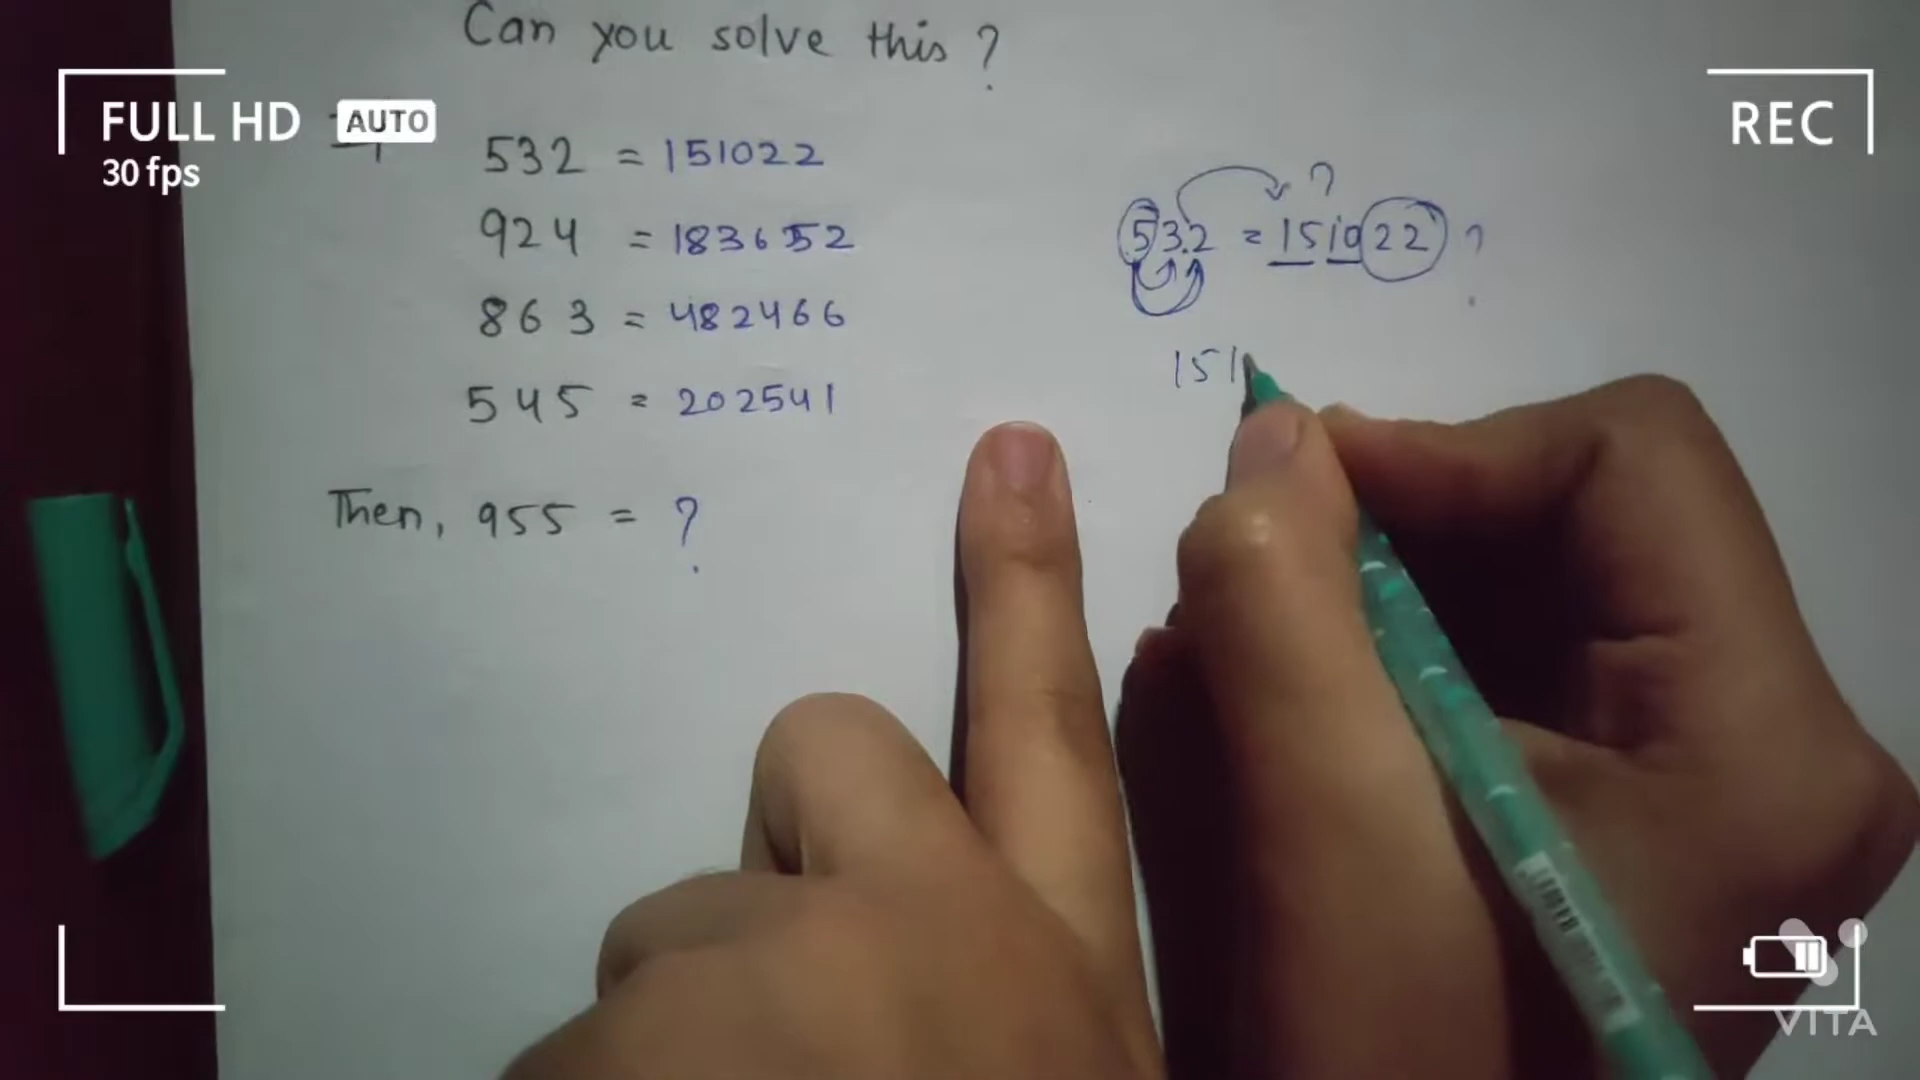 Can you solve this ?
FULL HD AUTO
30 fps
REC
532 = 151022
924 = 183652
863 = 482466
545 = 202541
Then, 955 = ?
?
532 = 151022 ?
151
VITA